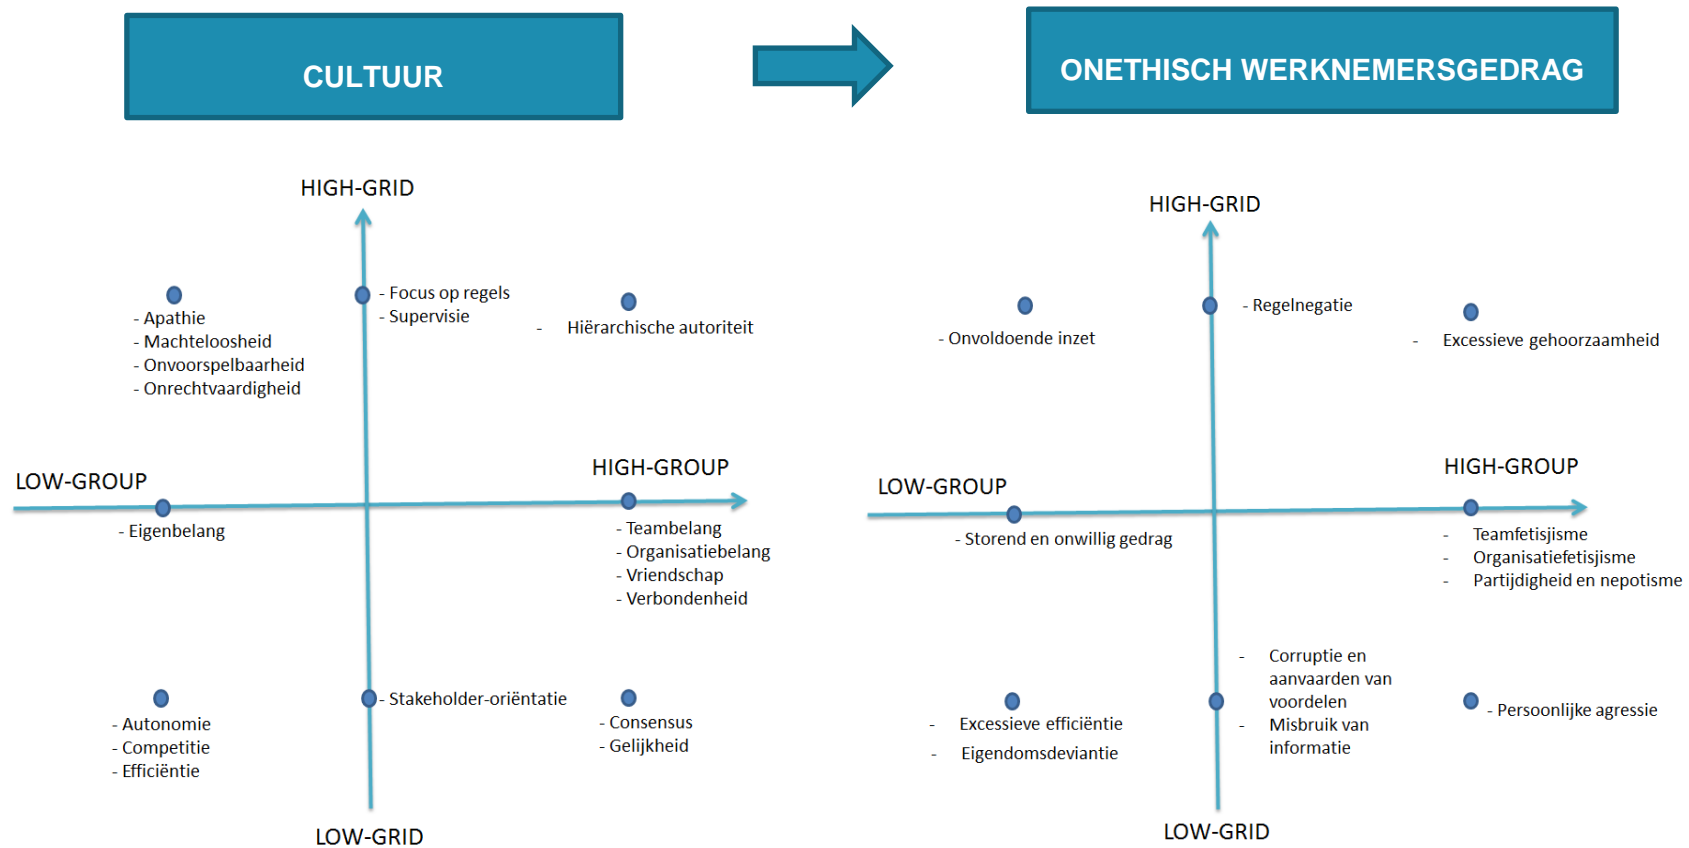 CULTUUR
ONETHISCH WERKNEMERSGEDRAG
HIGH-GRID
- Apathie
- Machteloosheid
- Onvoorspelbaarheid
- Onrechtvaardigheid
- Focus op regels
- Supervisie
- Hiërarchische autoriteit
LOW-GROUP
HIGH-GROUP
- Eigenbelang
- Teambelang
- Organisatiebelang
- Vriendschap
- Verbondenheid
- Autonomie
- Competitie
- Efficiëntie
- Stakeholder-oriëntatie
- Consensus
- Gelijkheid
LOW-GRID
HIGH-GRID
- Onvoldoende inzet
- Regelnegatie
- Excessieve gehoorzaamheid
LOW-GROUP
HIGH-GROUP
- Storend en onwillig gedrag
- Teamfetisjisme
- Organisatiefetisjisme
- Partijdigheid en nepotisme
- Excessieve efficiëntie
- Eigendomsdeviantie
- Corruptie en
aanvaarden van
voordelen
- Misbruik van
informatie
- Persoonlijke agressie
LOW-GRID